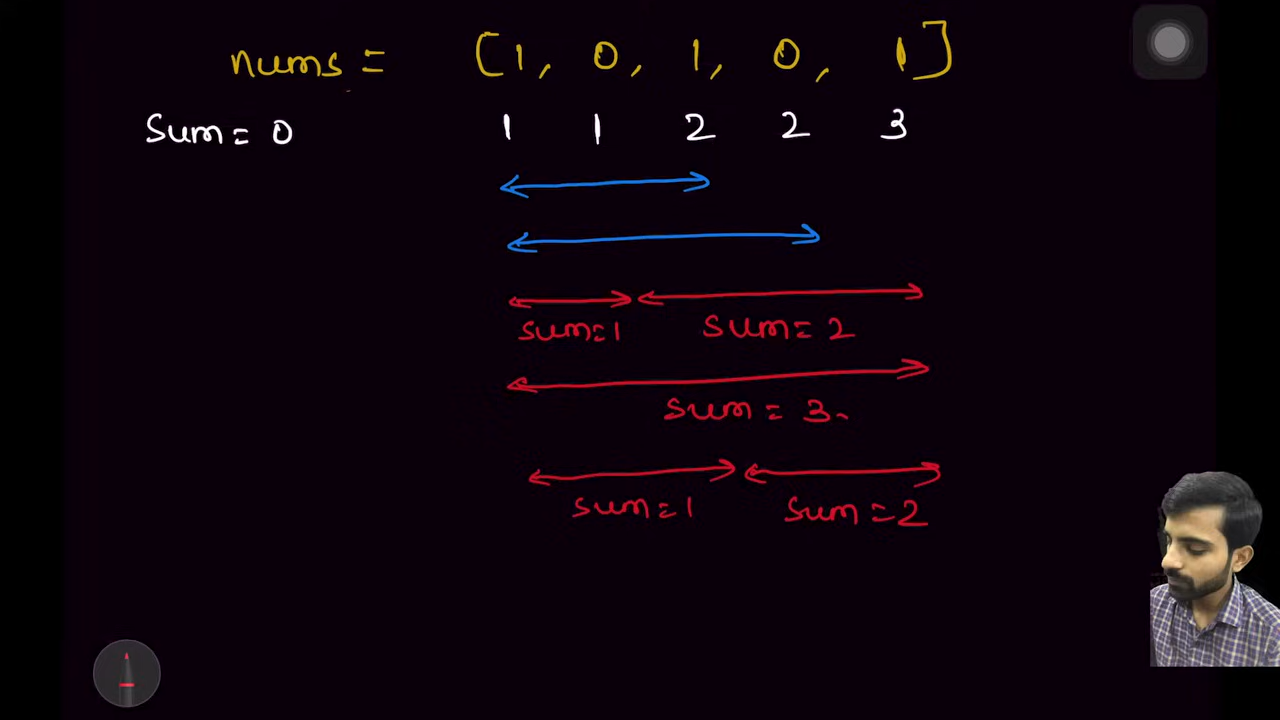 nums = [1, 0, 1, 0, 1]
Sum = 0 1 1 2 2 3
sum=1 sum=2
sum = 3
sum=1 sum=2